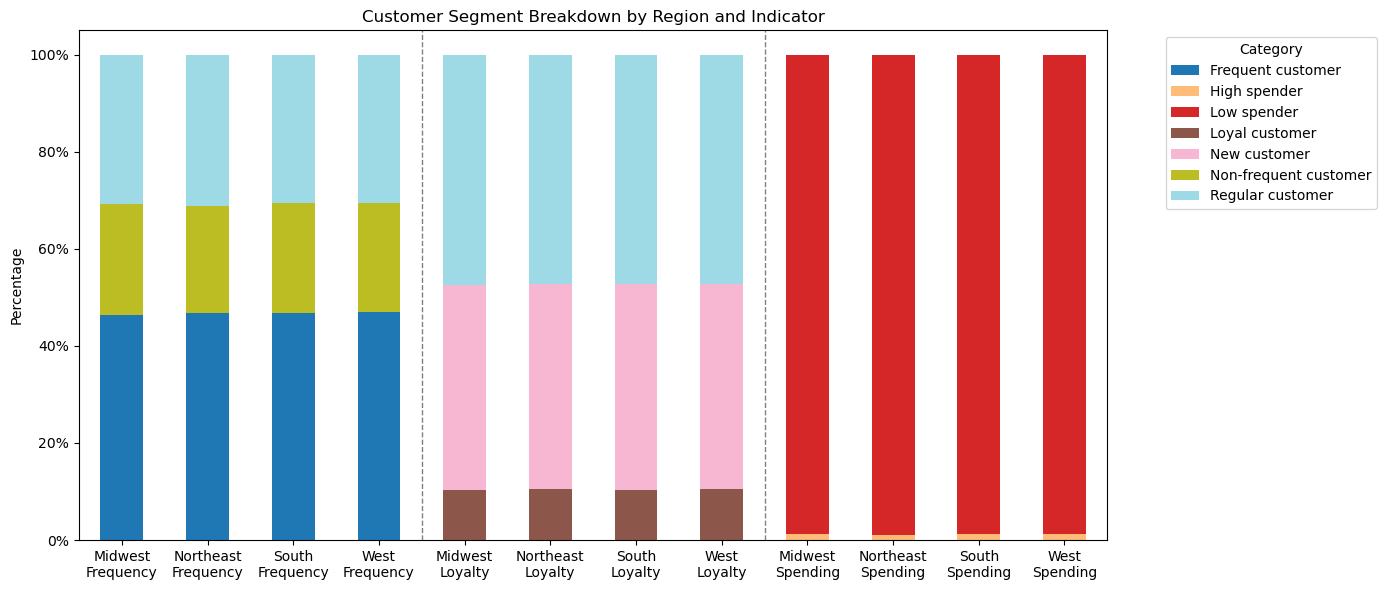 Customer Segment Breakdown by Region and Indicator
Percentage
100%
80%
60%
40%
20%
0%
Midwest
Frequency
Northeast
Frequency
South
Frequency
West
Frequency
Midwest
Loyalty
Northeast
Loyalty
South
Loyalty
West
Loyalty
Midwest
Spending
Northeast
Spending
South
Spending
West
Spending
Category
Frequent customer
High spender
Low spender
Loyal customer
New customer
Non-frequent customer
Regular customer